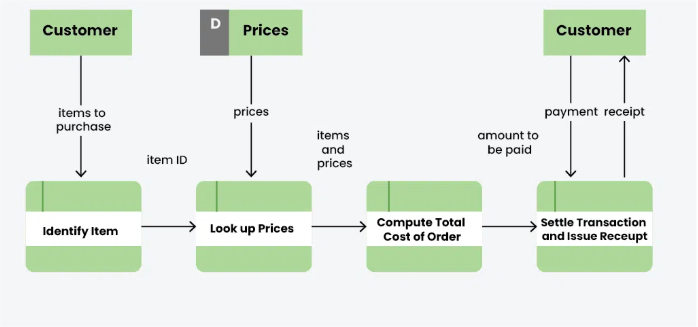 Customer
D
Prices
Customer
items to
purchase
prices
payment
receipt
item ID
items
and
prices
amount to
be paid
Identify Item
Look up Prices
Compute Total
Cost of Order
Settle Transaction
and Issue Receipt